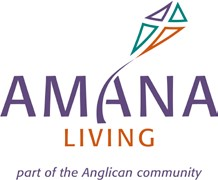 AMANA
LIVING
part of the Anglican community